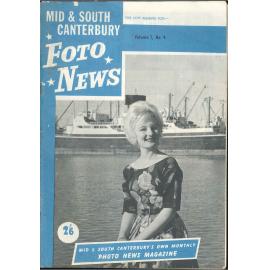 MID & SOUTH
CANTERBURY
FOTO
NEWS
Volume 1, No. 4
2/6
MID & SOUTH CANTERBURY'S OWN MONTHLY
PHOTO NEWS MAGAZINE